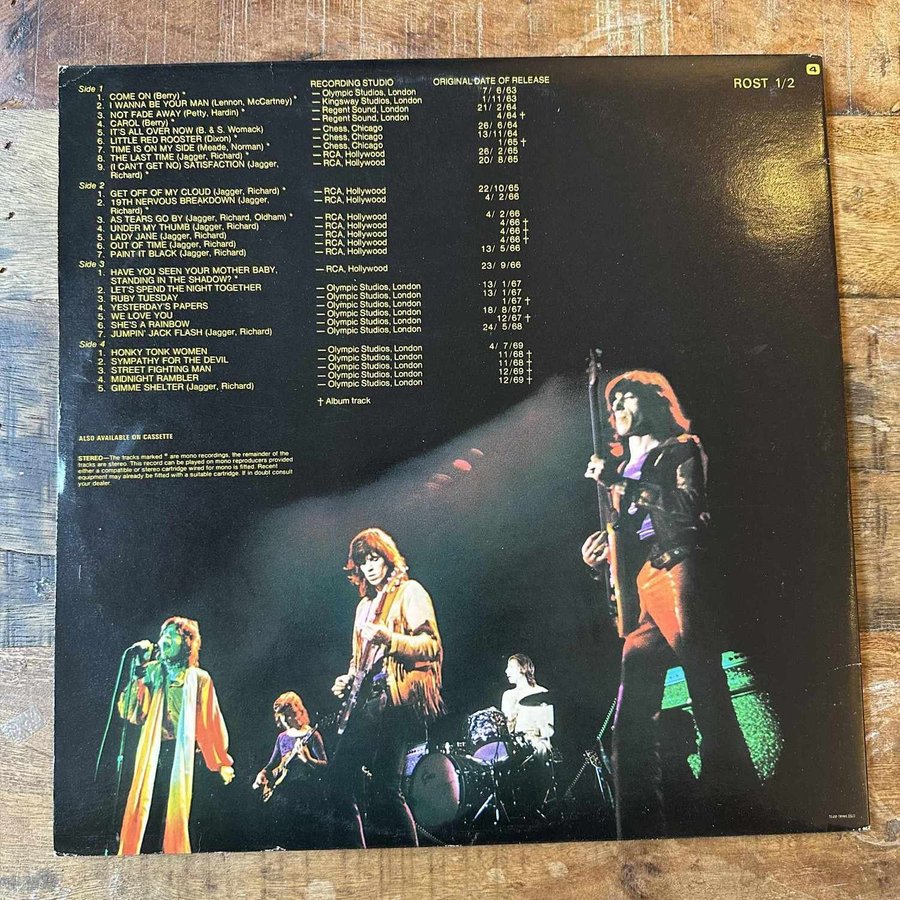 Side 1 RECORDING STUDIO ORIGINAL DATE OF RELEASE
ROST 1/2
4
1. COME ON (Berry) * — Olympic Studios, London 7/ 6/63
2. I WANNA BE YOUR MAN (Lennon, McCartney) * — Kingsway Studios, London 1/11/63
3. NOT FADE AWAY (Petty, Hardin) * — Regent Sound, London 21/ 2/64
4. CAROL (Berry) * — Regent Sound, London 4/64 †
5. IT'S ALL OVER NOW (B. & S. Womack) — Chess, Chicago 26/ 6/64
6. LITTLE RED ROOSTER (Dixon) * — Chess, Chicago 13/11/64
7. TIME IS ON MY SIDE (Meade, Norman) * — Chess, Chicago 1/65 †
8. THE LAST TIME (Jagger, Richard) * — RCA, Hollywood 26/ 2/65
9. (I CAN'T GET NO) SATISFACTION (Jagger, — RCA, Hollywood 20/ 8/65
Richard) *
Side 2
1. GET OFF OF MY CLOUD (Jagger, Richard) * — RCA, Hollywood 22/10/65
2. 19TH NERVOUS BREAKDOWN (Jagger, — RCA, Hollywood 4/ 2/66
Richard) *
3. AS TEARS GO BY (Jagger, Richard, Oldham) * — RCA, Hollywood 4/ 2/66
4. UNDER MY THUMB (Jagger, Richard) — RCA, Hollywood 4/66 †
5. LADY JANE (Jagger, Richard) — RCA, Hollywood 4/66 †
6. OUT OF TIME (Jagger, Richard) — RCA, Hollywood 4/66 †
7. PAINT IT BLACK (Jagger, Richard) — RCA, Hollywood 13/ 5/66
Side 3
1. HAVE YOU SEEN YOUR MOTHER BABY, — RCA, Hollywood 23/ 9/66
STANDING IN THE SHADOW? *
2. LET'S SPEND THE NIGHT TOGETHER — Olympic Studios, London 13/ 1/67
3. RUBY TUESDAY — Olympic Studios, London 13/ 1/67
4. YESTERDAY'S PAPERS — Olympic Studios, London 1/67 †
5. WE LOVE YOU — Olympic Studios, London 18/ 8/67
6. SHE'S A RAINBOW — Olympic Studios, London 12/67 †
7. JUMPIN' JACK FLASH (Jagger, Richard) — Olympic Studios, London 24/ 5/68
Side 4
1. HONKY TONK WOMEN — Olympic Studios, London 4/ 7/69
2. SYMPATHY FOR THE DEVIL — Olympic Studios, London 11/68 †
3. STREET FIGHTING MAN — Olympic Studios, London 11/68 †
4. MIDNIGHT RAMBLER — Olympic Studios, London 12/69 †
5. GIMME SHELTER (Jagger, Richard) — Olympic Studios, London 12/69 †
† Album track
ALSO AVAILABLE ON CASSETTE
STEREO—The tracks marked * are mono recordings, the remainder of the
tracks are stereo. This record can be played on mono reproducers provided
either a compatible or stereo cartridge wired for mono is fitted. Recent
equipment may already be fitted with a suitable cartridge. If in doubt consult
your dealer.